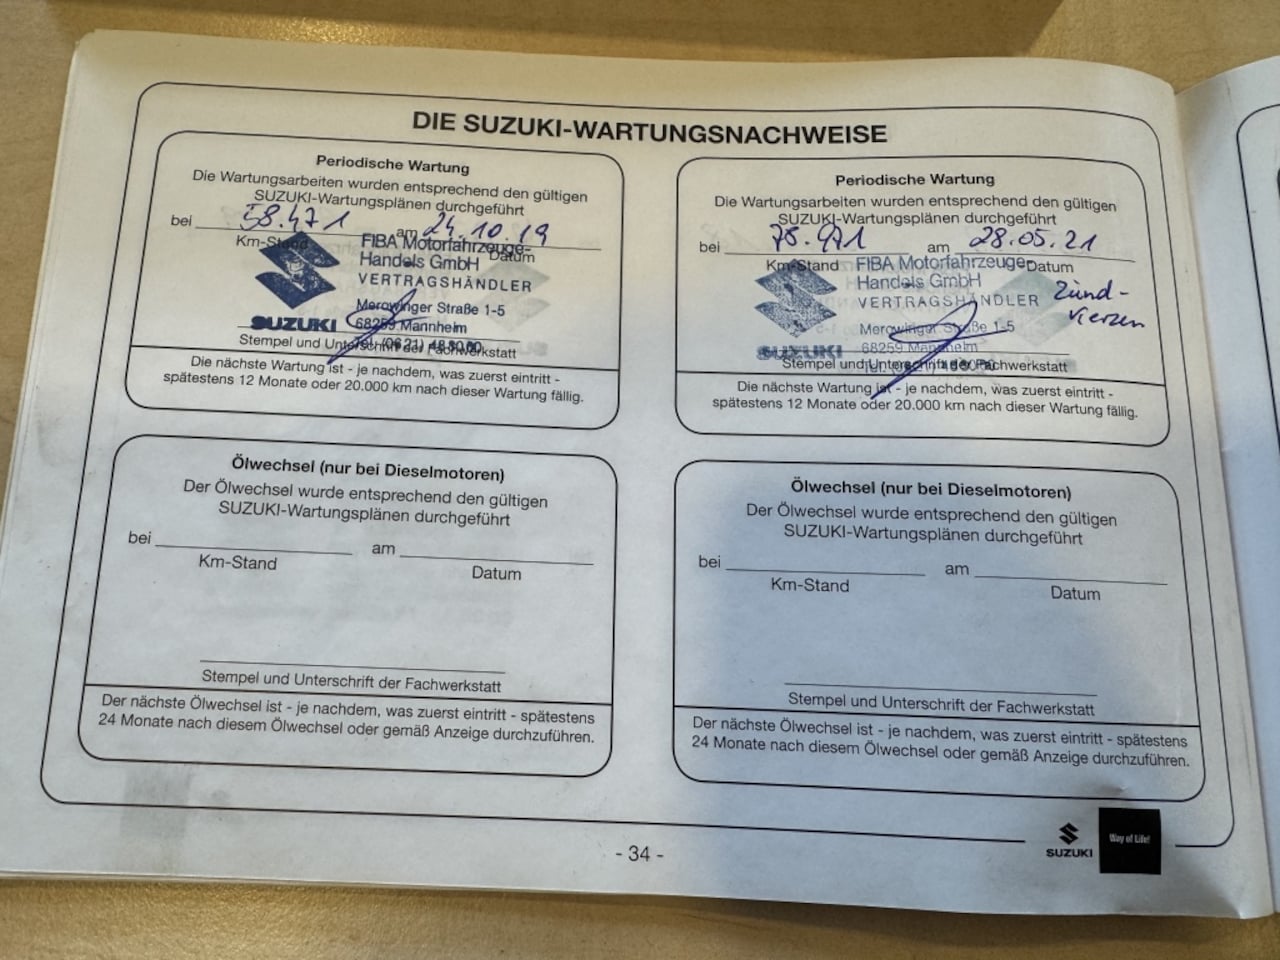 DIE SUZUKI-WARTUNGSNACHWEISE
Periodische Wartung
Die Wartungsarbeiten wurden entsprechend den gültigen
SUZUKI-Wartungsplänen durchgeführt
bei 58.471 am 24.10.19
Km-Stand Datum
FIBA Motorfahrzeuge-
Handels GmbH
VERTRAGSHÄNDLER
Merowinger Straße 1-5
SUZUKI 68259 Mannheim
Stempel und Unterschrift der Fachwerkstatt
Die nächste Wartung ist - je nachdem, was zuerst eintritt -
spätestens 12 Monate oder 20.000 km nach dieser Wartung fällig.
Periodische Wartung
Die Wartungsarbeiten wurden entsprechend den gültigen
SUZUKI-Wartungsplänen durchgeführt
bei 78.971 am 28.05.21
Km-Stand Datum
FIBA Motorfahrzeuge-
Handels GmbH
VERTRAGSHÄNDLER
Zünd-
kerzen
Merowinger Straße 1-5
SUZUKI 68259 Mannheim
Stempel und Unterschrift der Fachwerkstatt
Die nächste Wartung ist - je nachdem, was zuerst eintritt -
spätestens 12 Monate oder 20.000 km nach dieser Wartung fällig.
Ölwechsel (nur bei Dieselmotoren)
Der Ölwechsel wurde entsprechend den gültigen
SUZUKI-Wartungsplänen durchgeführt
bei am
Km-Stand Datum
Stempel und Unterschrift der Fachwerkstatt
Der nächste Ölwechsel ist - je nachdem, was zuerst eintritt - spätestens
24 Monate nach diesem Ölwechsel oder gemäß Anzeige durchzuführen.
Ölwechsel (nur bei Dieselmotoren)
Der Ölwechsel wurde entsprechend den gültigen
SUZUKI-Wartungsplänen durchgeführt
bei am
Km-Stand Datum
Stempel und Unterschrift der Fachwerkstatt
Der nächste Ölwechsel ist - je nachdem, was zuerst eintritt - spätestens
24 Monate nach diesem Ölwechsel oder gemäß Anzeige durchzuführen.
- 34 -
SUZUKI
Way of Life!